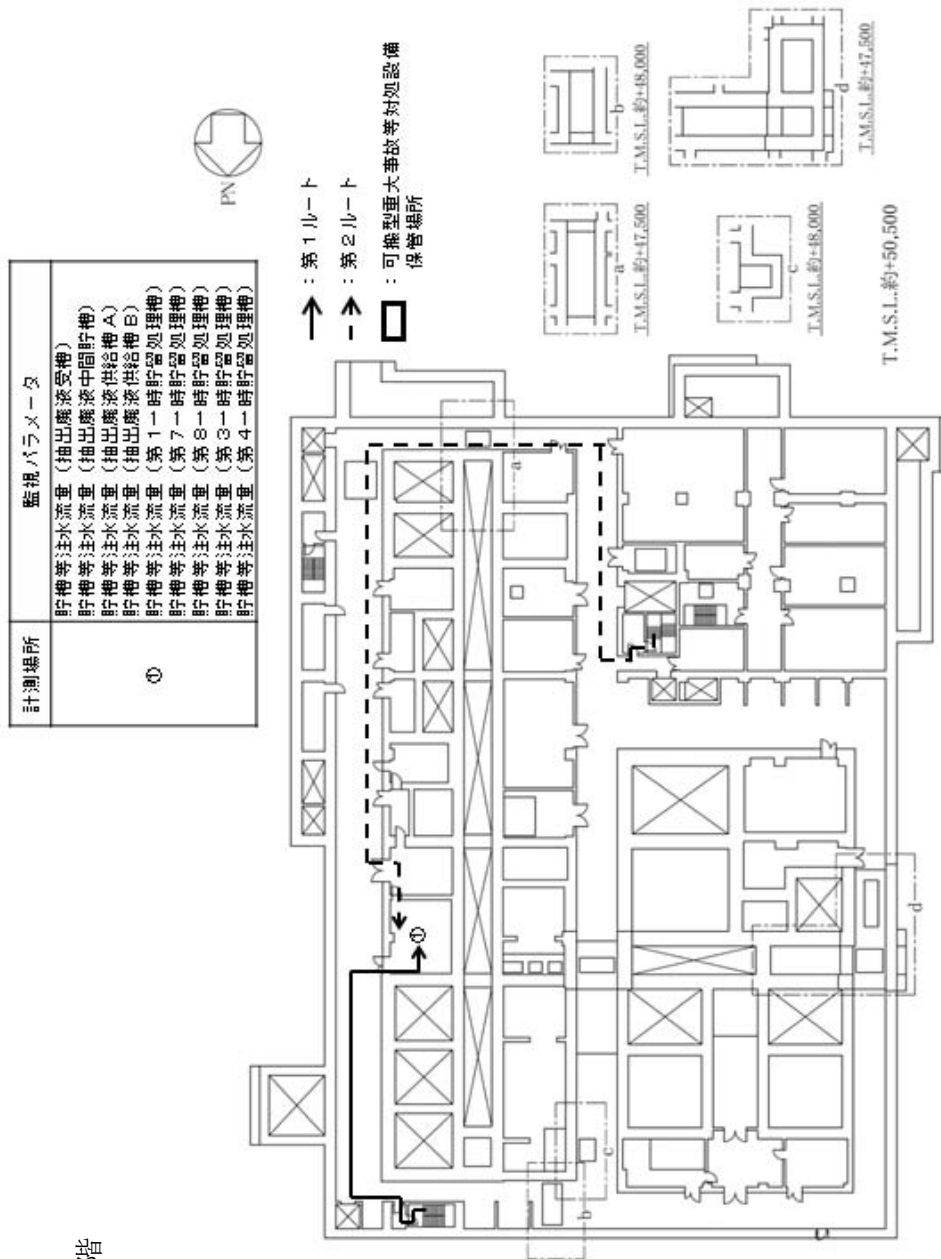 計測場所
監視パラメータ
①
貯槽等注水流量（抽出廃液受槽）
貯槽等注水流量（抽出廃液中間貯槽）
貯槽等注水流量（抽出廃液供給槽A）
貯槽等注水流量（抽出廃液供給槽B）
貯槽等注水流量（第1一時貯留処理槽）
貯槽等注水流量（第7一時貯留処理槽）
貯槽等注水流量（第8一時貯留処理槽）
貯槽等注水流量（第3一時貯留処理槽）
貯槽等注水流量（第4一時貯留処理槽）
PN
：第1ルート
：第2ルート
：可搬型重大事故等対処設備
保管場所
a
T.M.S.L.約+47,500
b
T.M.S.L.約+48,000
c
T.M.S.L.約+48,000
d
T.M.S.L.約+47,500
T.M.S.L.約+50,500
①
a
b
c
d
階